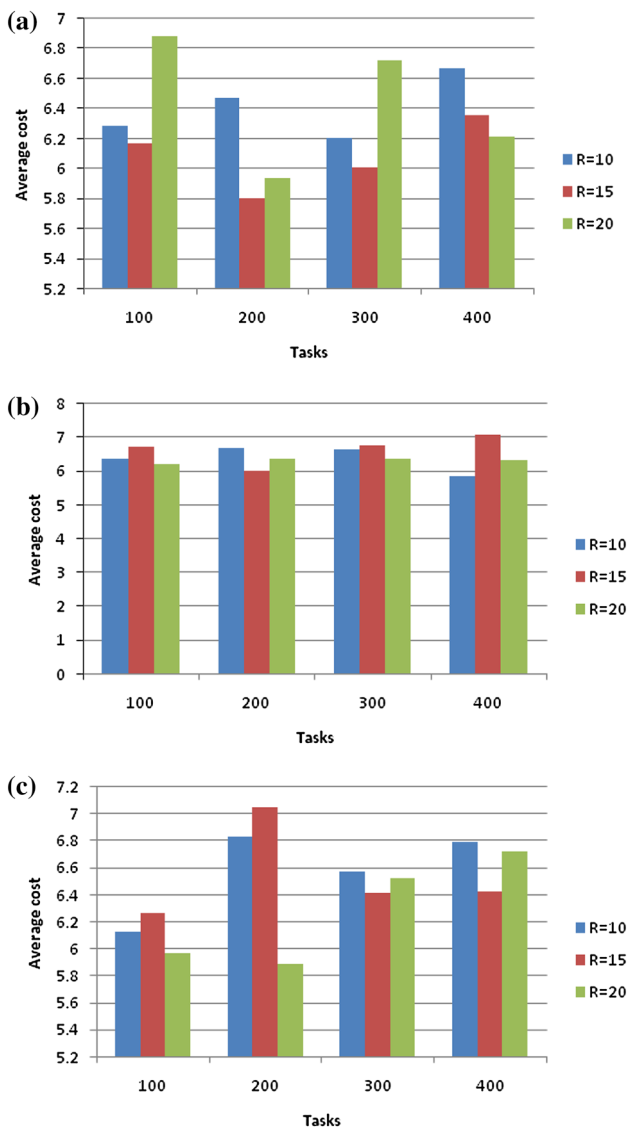 (a)
Average cost
7
6.8
6.6
6.4
6.2
6
5.8
5.6
5.4
5.2
100 200 300 400
Tasks
R=10
R=15
R=20
(b)
Average cost
8
7
6
5
4
3
2
1
0
100 200 300 400
Tasks
R=10
R=15
R=20
(c)
Average cost
7.2
7
6.8
6.6
6.4
6.2
6
5.8
5.6
5.4
5.2
100 200 300 400
Tasks
R=10
R=15
R=20